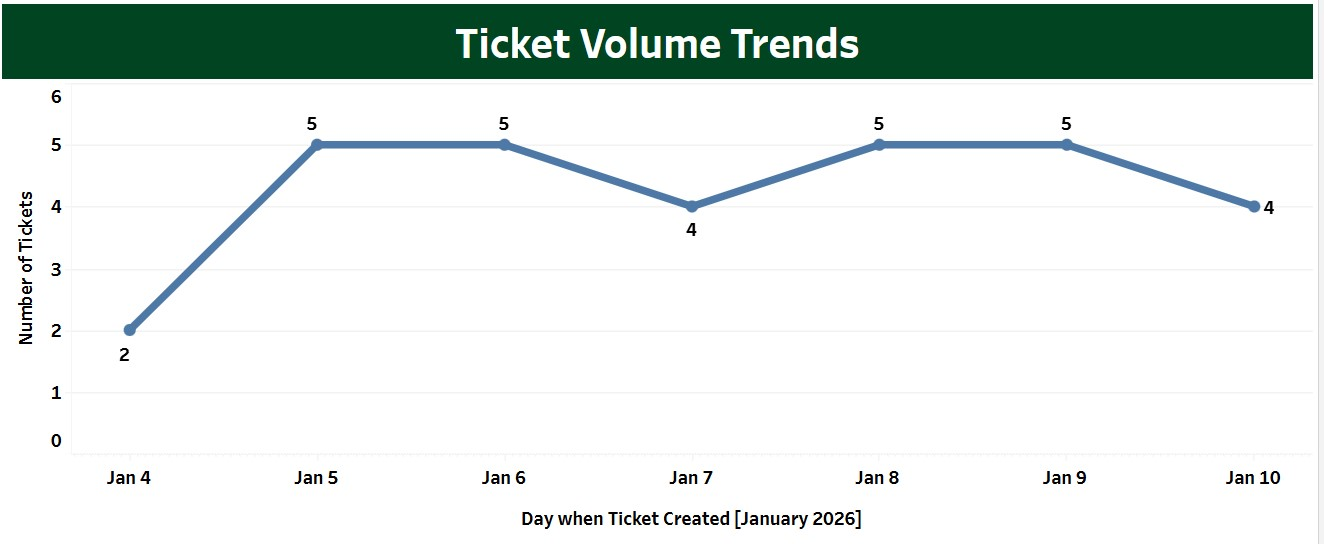 Ticket Volume Trends
6
5
4
3
2
1
0
Number of Tickets
2
5
5
4
5
5
4
Jan 4
Jan 5
Jan 6
Jan 7
Jan 8
Jan 9
Jan 10
Day when Ticket Created [January 2026]